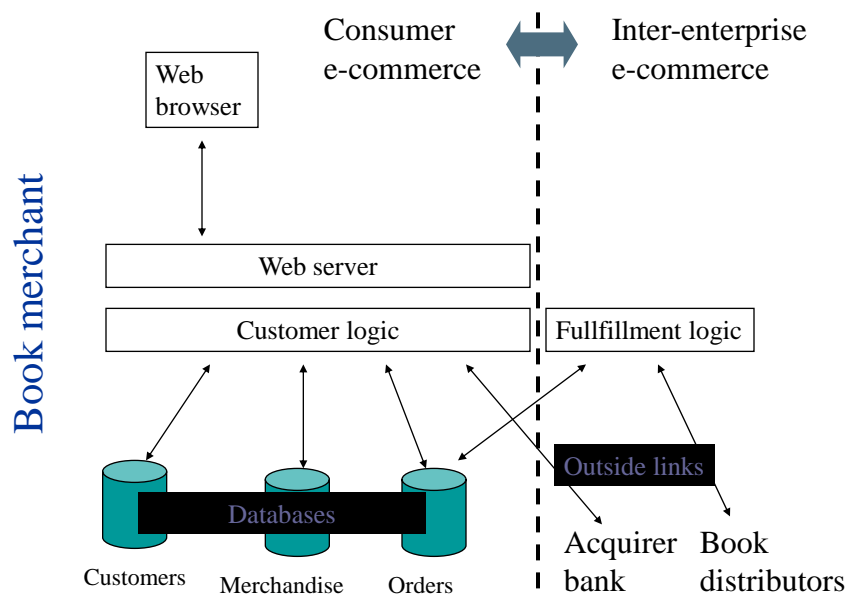 Consumer
e-commerce
Inter-enterprise
e-commerce
Web
browser
Book merchant
Web server
Customer logic
Fullfillment logic
Outside links
Databases
Customers
Merchandise
Orders
Acquirer
bank
Book
distributors